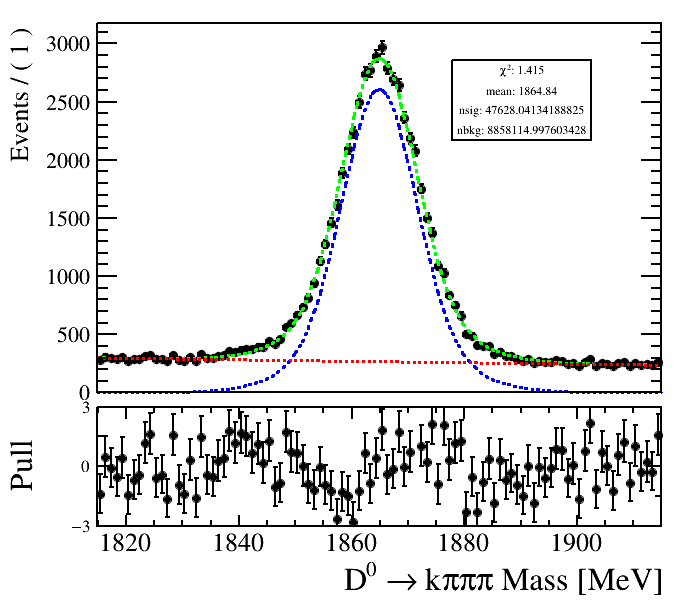 Events / ( 1 )
3000
2500
2000
1500
1000
500
0
χ²: 1.415
mean: 1864.84
nsig: 47628.04134188825
nbkg: 8858114.997603428
Pull
3
0
−3
1820 1840 1860 1880 1900
D⁰ → kπππ Mass [MeV]